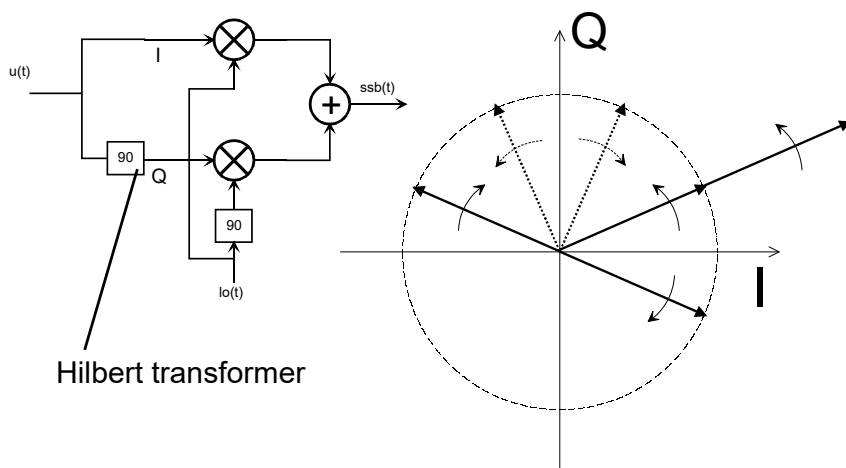 u(t)
I
90
Q
90
lo(t)
+
ssb(t)
Hilbert transformer
Q
I